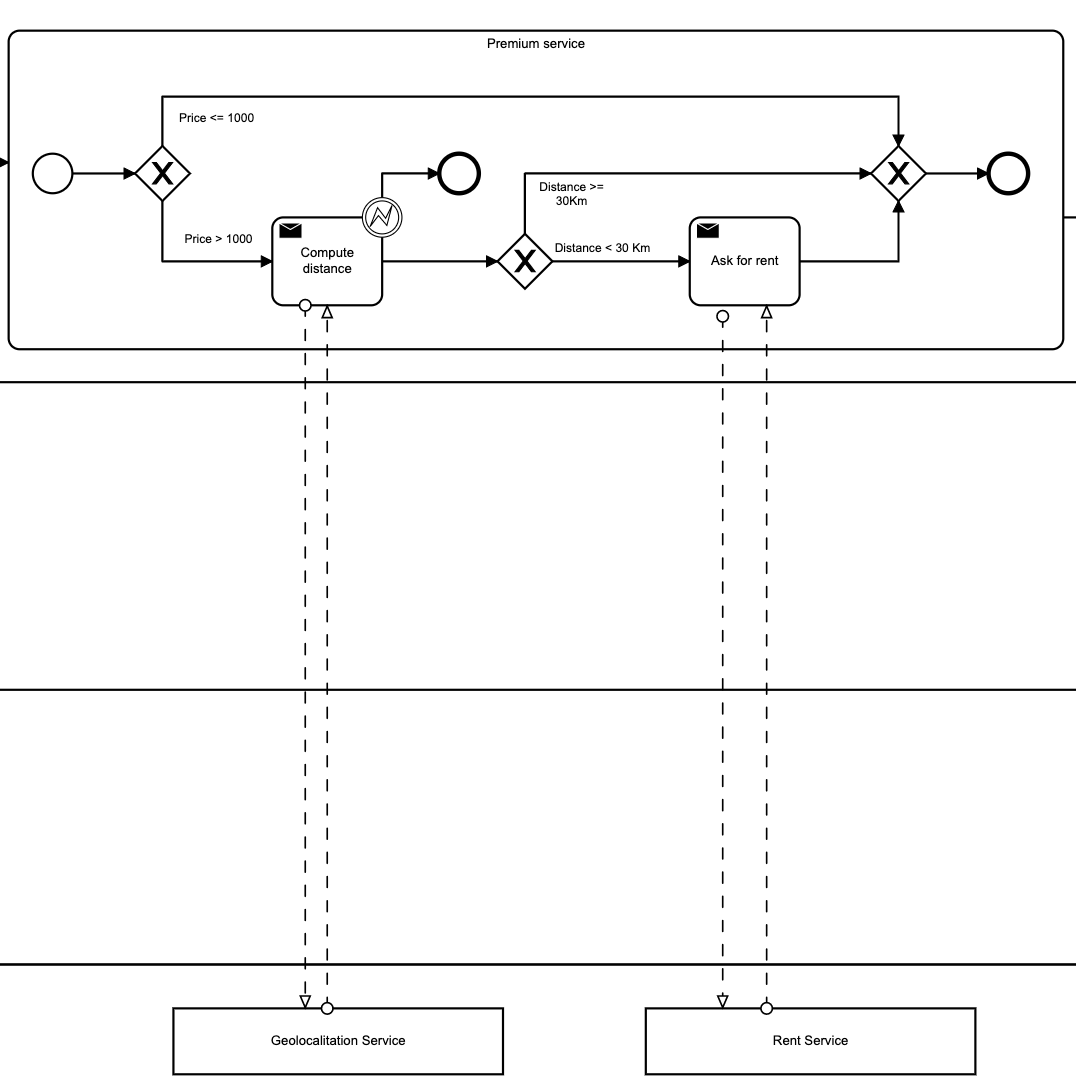 Premium service
Price <= 1000
Price > 1000
Compute
distance
Distance >=
30Km
Distance < 30 Km
Ask for rent
Geolocalitation Service
Rent Service